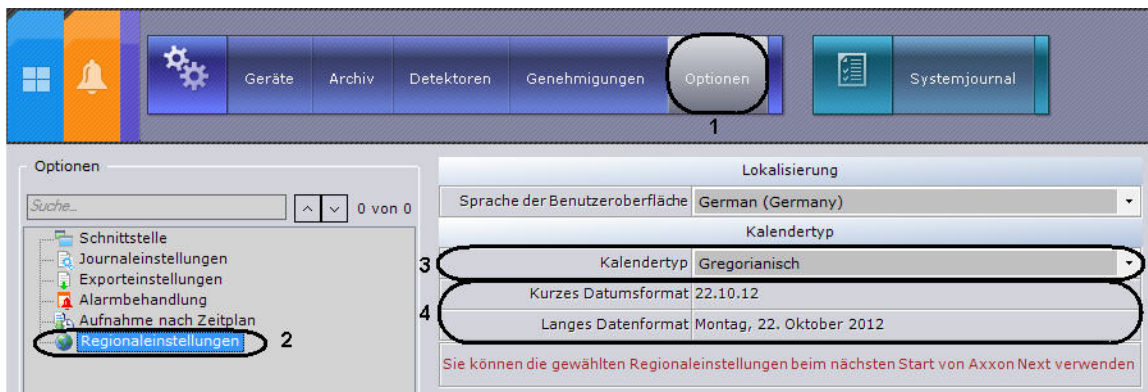 Geräte Archiv Detektoren Genehmigungen Optionen Systemjournal
1
Optionen
Suche... 0 von 0
Schnittstelle
Journaleinstellungen
Exporteinstellungen
Alarmbehandlung
Aufnahme nach Zeitplan
Regionaleinstellungen 2
Lokalisierung
Sprache der Benutzeroberfläche German (Germany)
Kalendertyp
3 Kalendertyp Gregorianisch
4 Kurzes Datumsformat 22.10.12
Langes Datenformat Montag, 22. Oktober 2012
Sie können die gewählten Regionaleinstellungen beim nächsten Start von Axxon Next verwenden